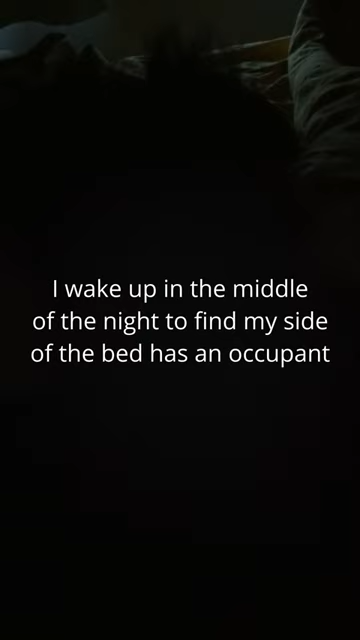 I wake up in the middle
of the night to find my side
of the bed has an occupant